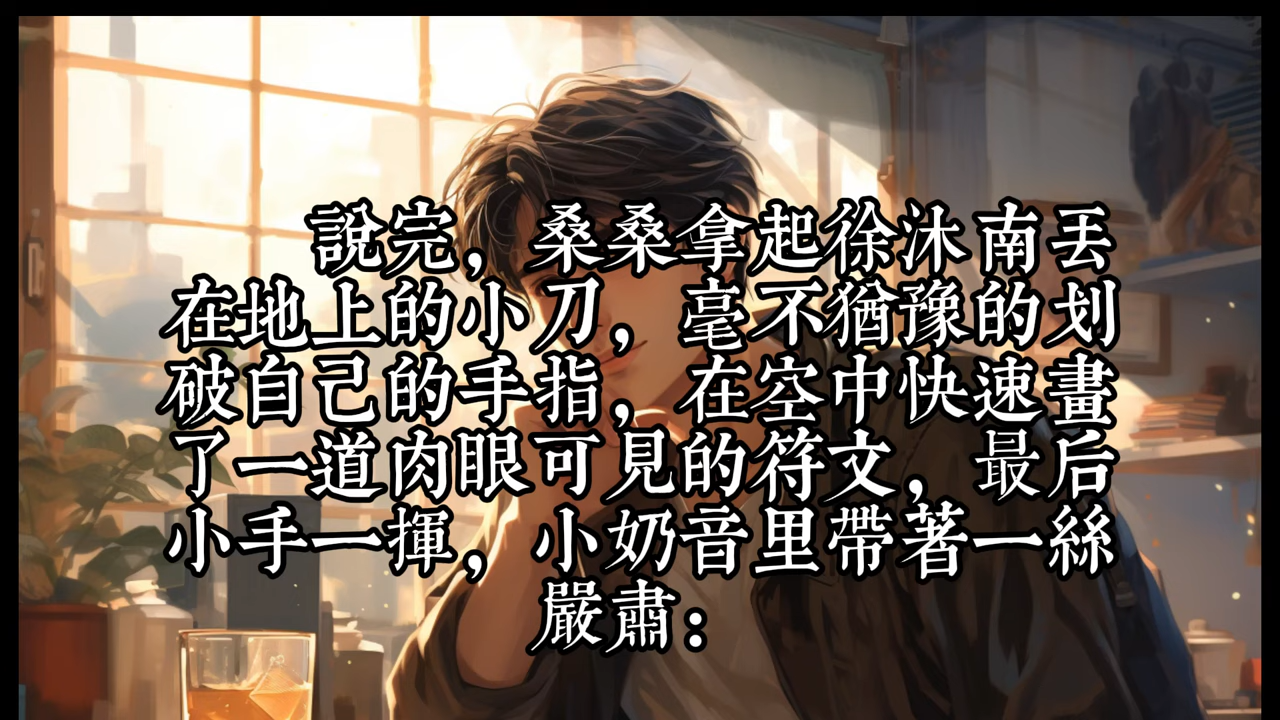 說完，桑桑拿起徐沐南丟
在地上的小刀，毫不猶豫的划
破自己的手指，在空中快速畫
了一道肉眼可見的符文，最后
小手一揮，小奶音里帶著一絲
嚴肅：